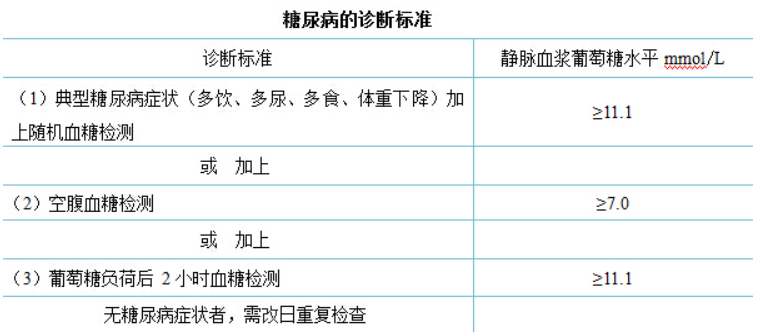 糖尿病的诊断标准
诊断标准 静脉血浆葡萄糖水平 mmol/L
（1）典型糖尿病症状（多饮、多尿、多食、体重下降）加
上随机血糖检测 ≥11.1
或 加上
（2）空腹血糖检测 ≥7.0
或 加上
（3）葡萄糖负荷后 2 小时血糖检测 ≥11.1
无糖尿病症状者，需改日重复检查